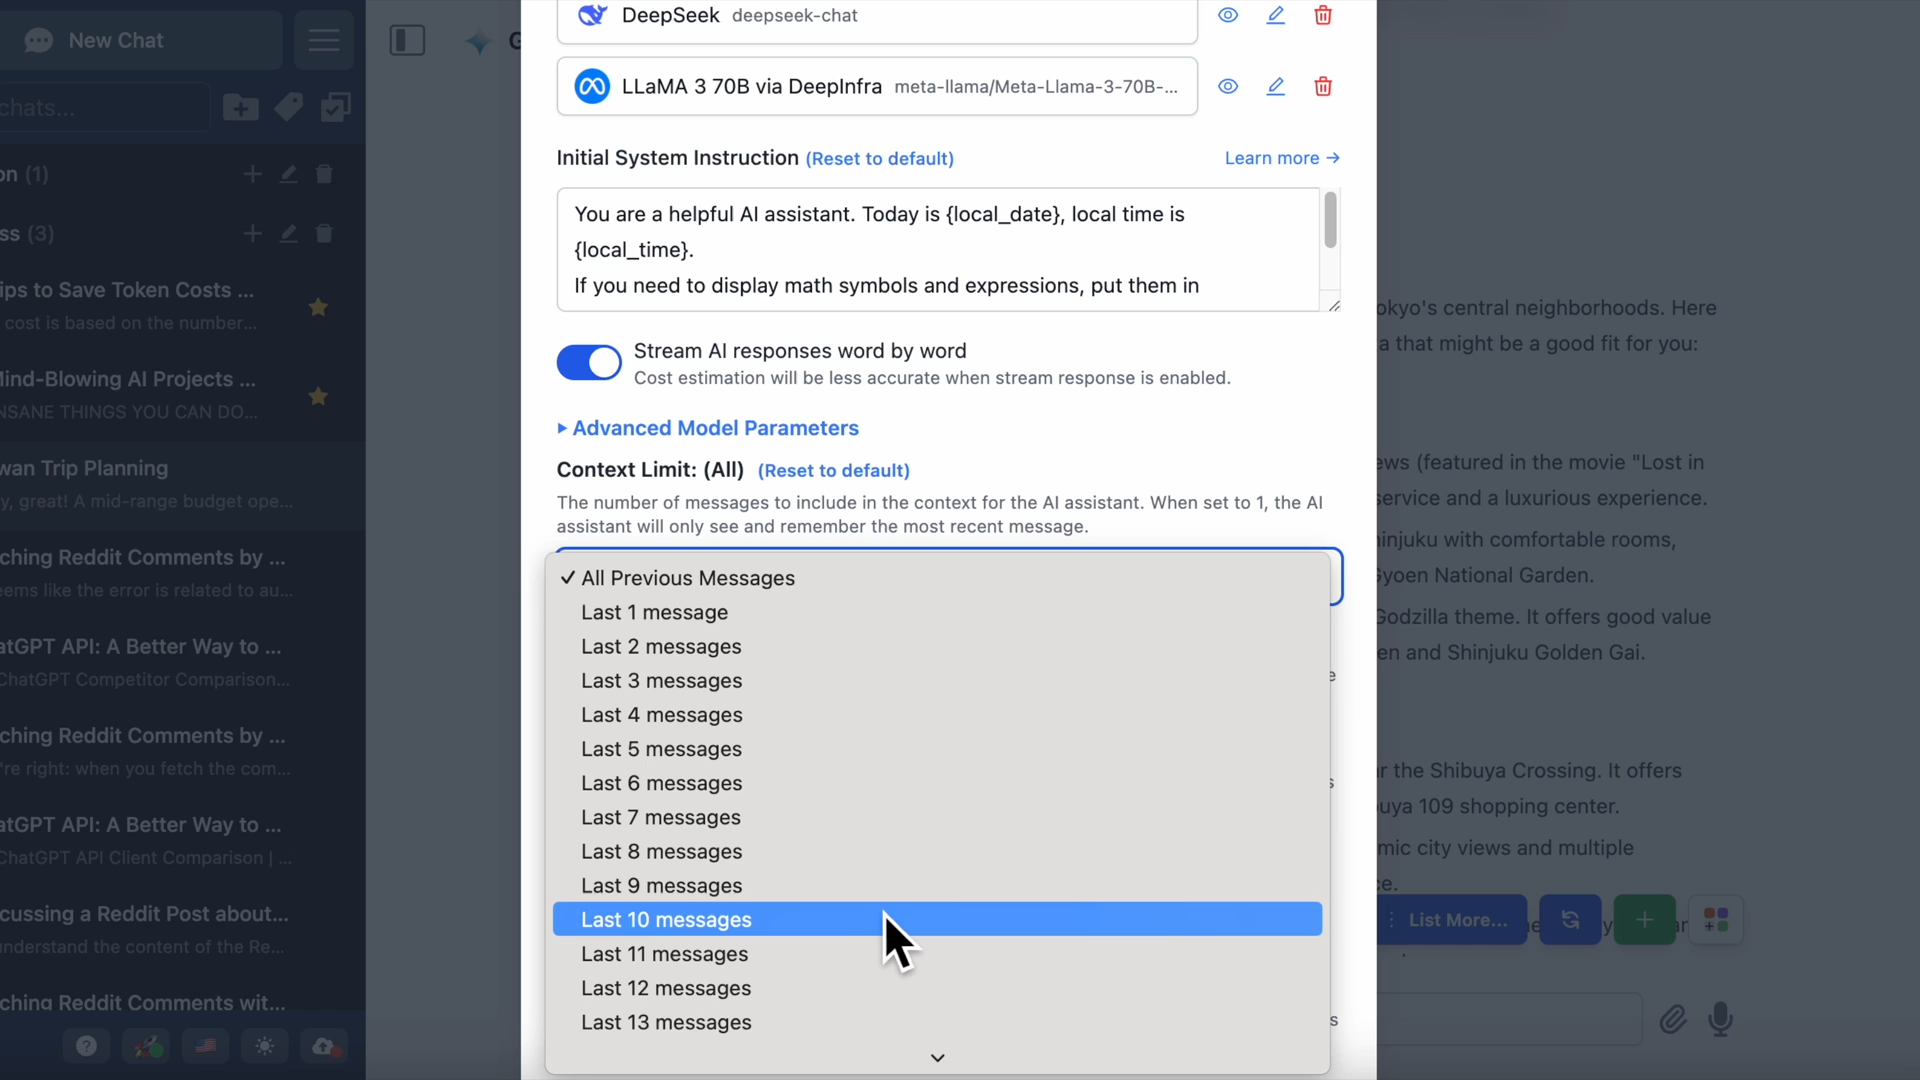 New Chat
chats...
on (1)
ss (3)
ips to Save Token Costs ...
cost is based on the number...
Mind-Blowing AI Projects ...
NSANE THINGS YOU CAN DO...
wan Trip Planning
y, great! A mid-range budget ope...
ching Reddit Comments by ...
eems like the error is related to au...
atGPT API: A Better Way to ...
ChatGPT Competitor Comparison...
ching Reddit Comments by ...
're right: when you fetch the com...
atGPT API: A Better Way to ...
ChatGPT API Client Comparison | ...
cussing a Reddit Post about...
understand the content of the Re...
ching Reddit Comments wit...
G
DeepSeek deepseek-chat
LLaMA 3 70B via DeepInfra meta-llama/Meta-Llama-3-70B-...
Initial System Instruction (Reset to default)
Learn more →
You are a helpful AI assistant. Today is {local_date}, local time is
{local_time}.
If you need to display math symbols and expressions, put them in
Stream AI responses word by word
Cost estimation will be less accurate when stream response is enabled.
Advanced Model Parameters
Context Limit: (All) (Reset to default)
The number of messages to include in the context for the AI assistant. When set to 1, the AI
assistant will only see and remember the most recent message.
✓ All Previous Messages
Last 1 message
Last 2 messages
Last 3 messages
Last 4 messages
Last 5 messages
Last 6 messages
Last 7 messages
Last 8 messages
Last 9 messages
Last 10 messages
Last 11 messages
Last 12 messages
Last 13 messages
okyo's central neighborhoods. Here
a that might be a good fit for you:
ews (featured in the movie "Lost in
service and a luxurious experience.
hinjuku with comfortable rooms,
Gyoen National Garden.
Godzilla theme. It offers good value
en and Shinjuku Golden Gai.
ar the Shibuya Crossing. It offers
buya 109 shopping center.
mic city views and multiple
ce.
List More...